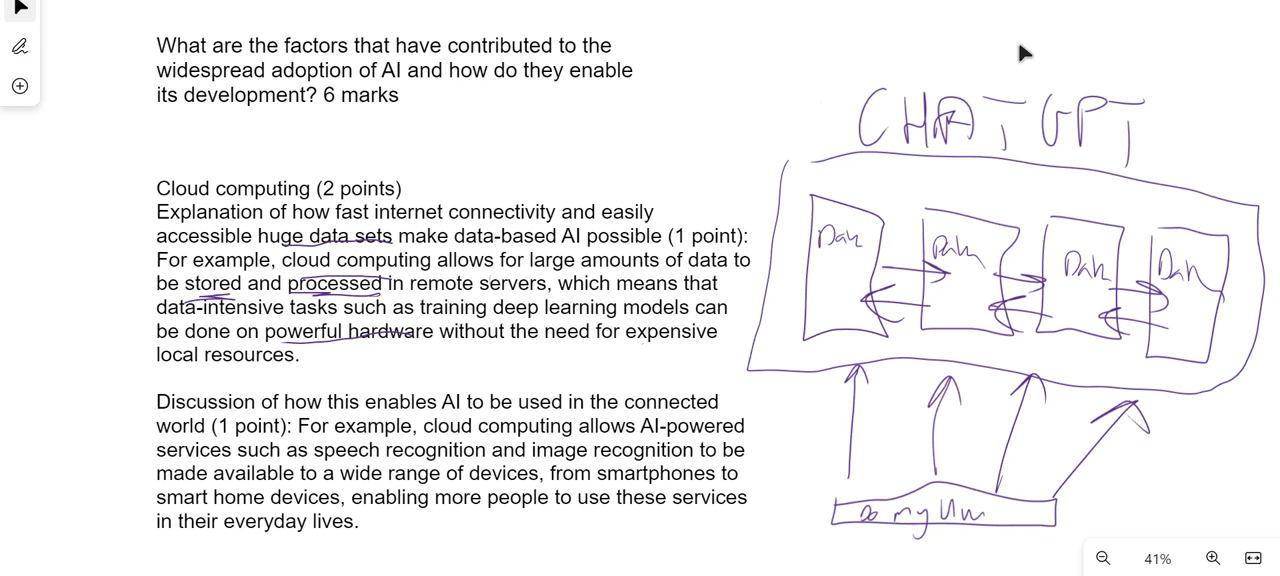 What are the factors that have contributed to the
widespread adoption of AI and how do they enable
its development? 6 marks
CHATGPT
Cloud computing (2 points)
Explanation of how fast internet connectivity and easily
accessible huge data sets make data-based AI possible (1 point):
For example, cloud computing allows for large amounts of data to
be stored and processed in remote servers, which means that
data-intensive tasks such as training deep learning models can
be done on powerful hardware without the need for expensive
local resources.
Discussion of how this enables AI to be used in the connected
world (1 point): For example, cloud computing allows AI-powered
services such as speech recognition and image recognition to be
made available to a wide range of devices, from smartphones to
smart home devices, enabling more people to use these services
in their everyday lives.
my
41%